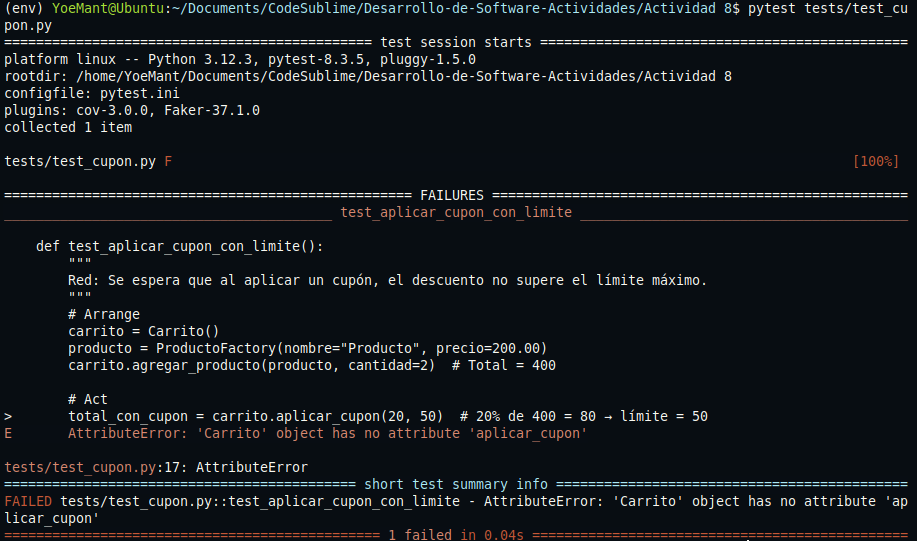 (env) YoeMant@Ubuntu:~/Documents/CodeSublime/Desarrollo-de-Software-Actividades/Actividad 8$ pytest tests/test_cu
pon.py
============================================== test session starts ==============================================
platform linux -- Python 3.12.3, pytest-8.3.5, pluggy-1.5.0
rootdir: /home/YoeMant/Documents/CodeSublime/Desarrollo-de-Software-Actividades/Actividad 8
configfile: pytest.ini
plugins: cov-3.0.0, Faker-37.1.0
collected 1 item
tests/test_cupon.py F [100%]
=================================================== FAILURES ====================================================
_________________________________________ test_aplicar_cupon_con_limite _________________________________________
def test_aplicar_cupon_con_limite():
"""
Red: Se espera que al aplicar un cupón, el descuento no supere el límite máximo.
"""
# Arrange
carrito = Carrito()
producto = ProductoFactory(nombre="Producto", precio=200.00)
carrito.agregar_producto(producto, cantidad=2)  # Total = 400
# Act
> total_con_cupon = carrito.aplicar_cupon(20, 50)  # 20% de 400 = 80 → límite = 50
E AttributeError: 'Carrito' object has no attribute 'aplicar_cupon'
tests/test_cupon.py:17: AttributeError
============================================ short test summary info ============================================
FAILED tests/test_cupon.py::test_aplicar_cupon_con_limite - AttributeError: 'Carrito' object has no attribute 'ap
licar_cupon'
=============================================== 1 failed in 0.04s ===============================================